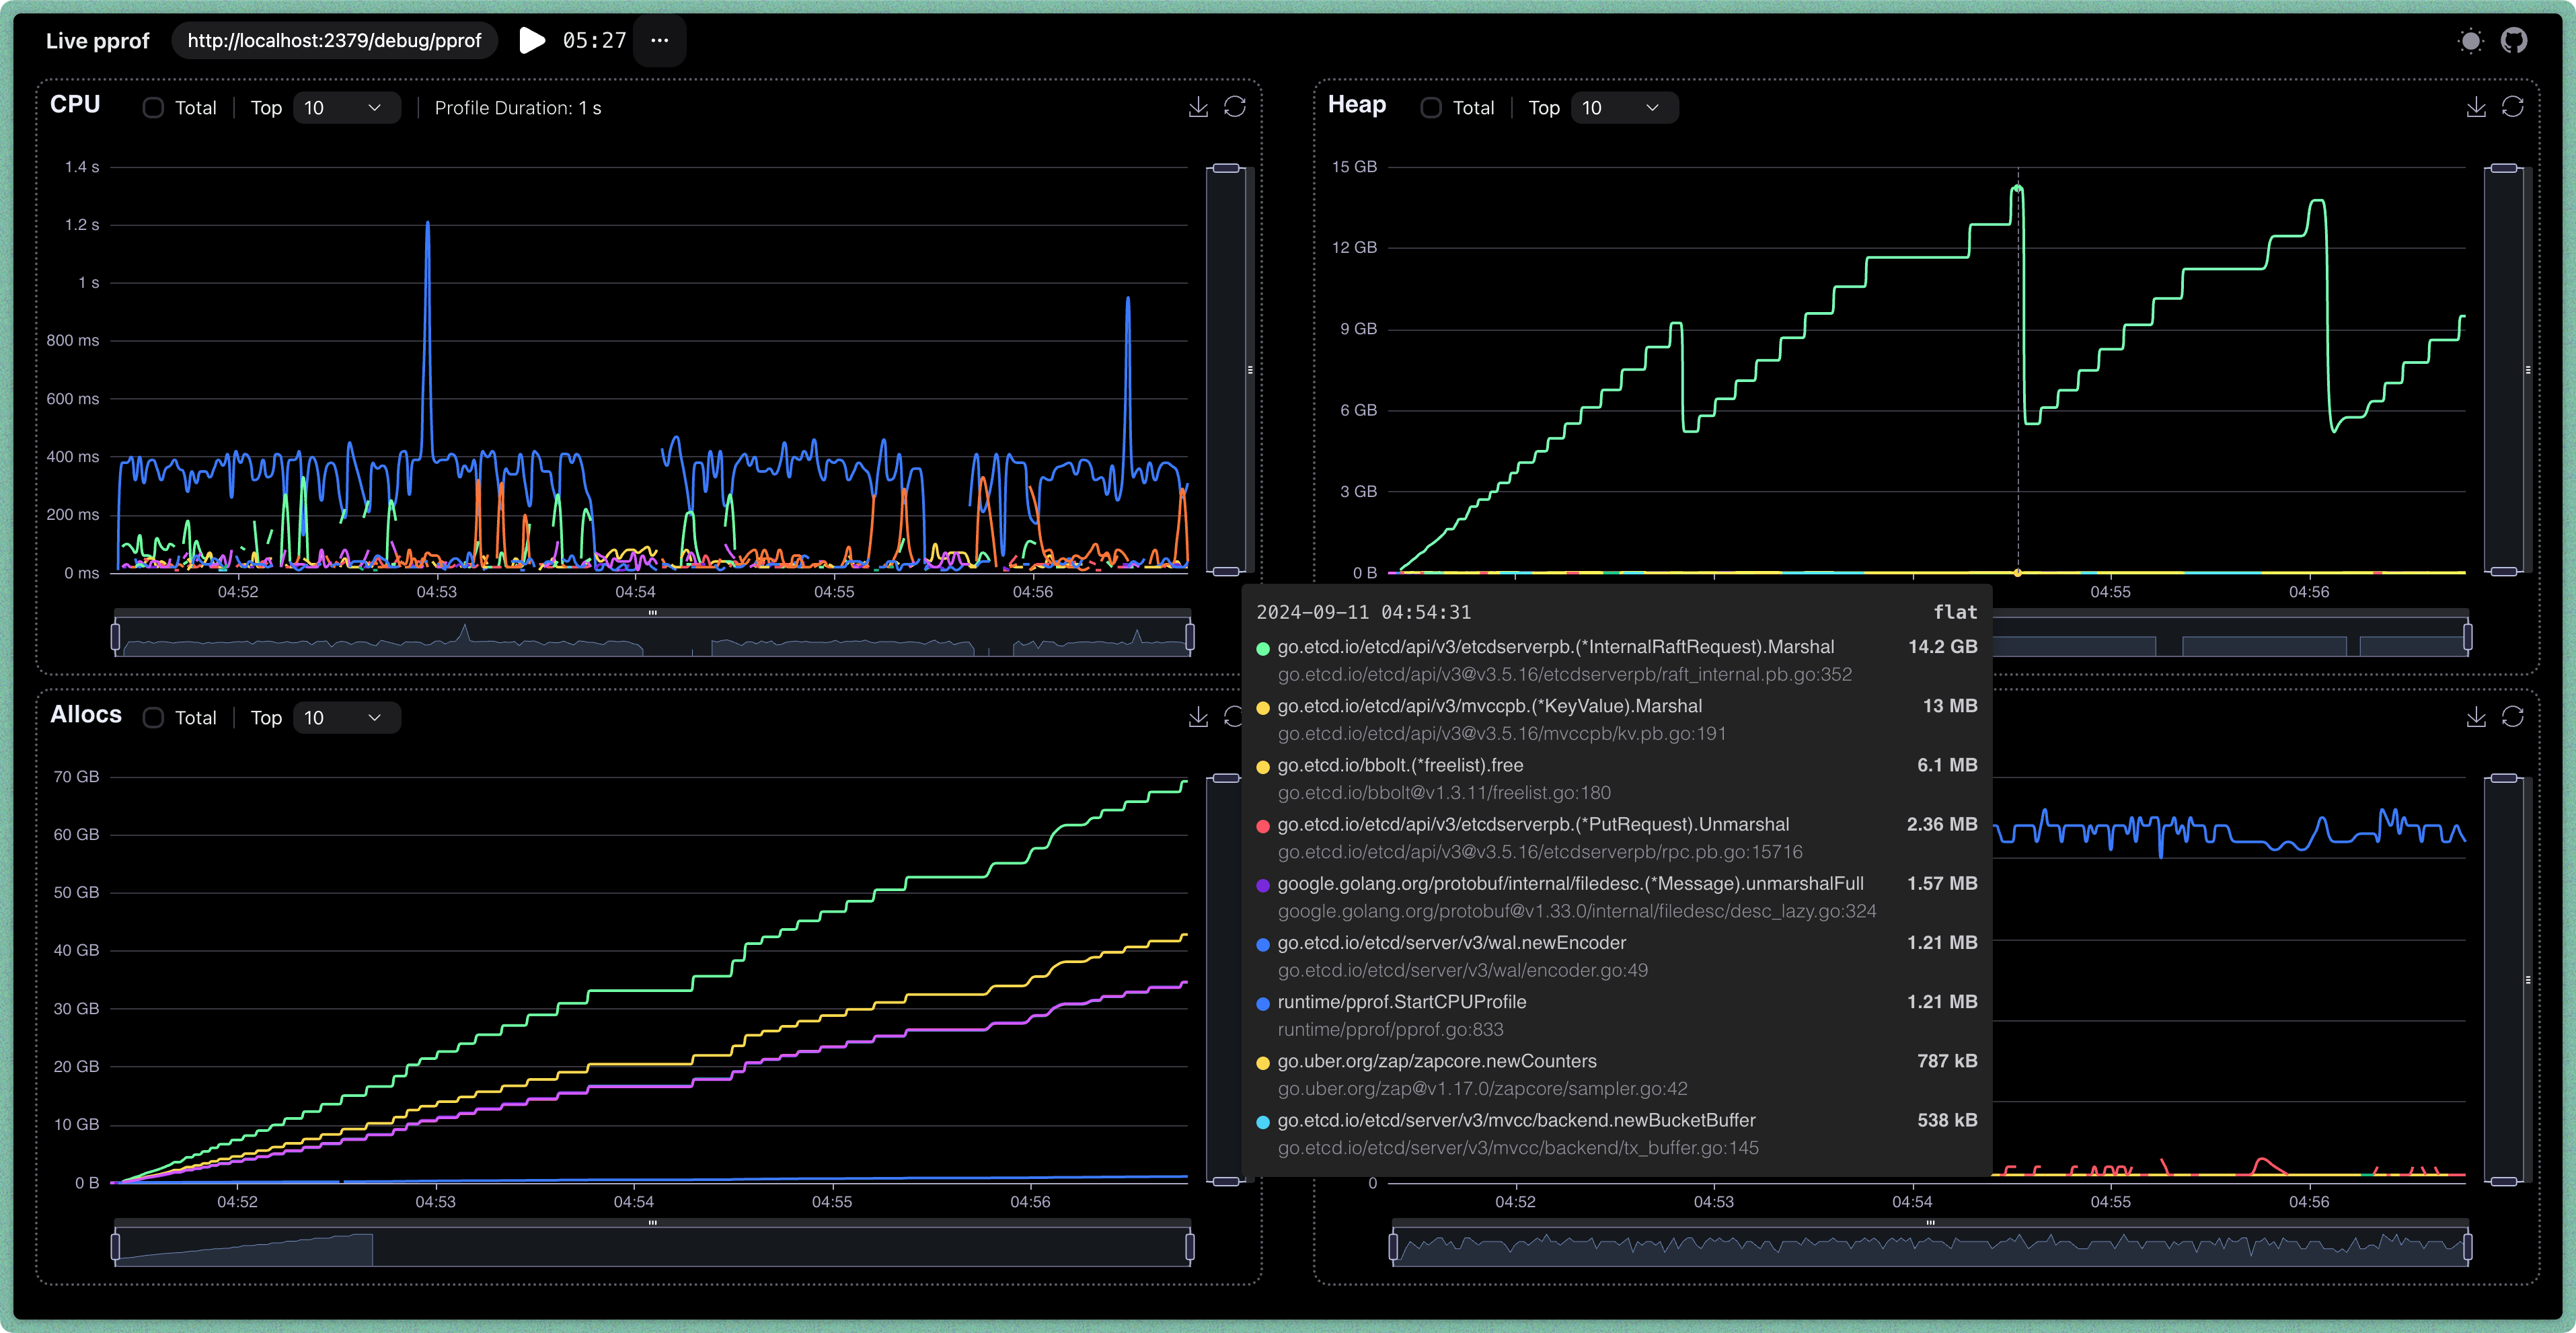 Live pprof
http://localhost:2379/debug/pprof
05:27
...
CPU
Total
Top
10
Profile Duration: 1 s
1.4 s
1.2 s
1 s
800 ms
600 ms
400 ms
200 ms
0 ms
04:52
04:53
04:54
04:55
04:56
Heap
Total
Top
10
15 GB
12 GB
9 GB
6 GB
3 GB
0 B
04:55
04:56
2024-09-11 04:54:31
flat
go.etcd.io/etcd/api/v3/etcdserverpb.(*InternalRaftRequest).Marshal
14.2 GB
go.etcd.io/etcd/api/v3@v3.5.16/etcdserverpb/raft_internal.pb.go:352
go.etcd.io/etcd/api/v3/mvccpb.(*KeyValue).Marshal
13 MB
go.etcd.io/etcd/api/v3@v3.5.16/mvccpb/kv.pb.go:191
go.etcd.io/bbolt.(*freelist).free
6.1 MB
go.etcd.io/bbolt@v1.3.11/freelist.go:180
go.etcd.io/etcd/api/v3/etcdserverpb.(*PutRequest).Unmarshal
2.36 MB
go.etcd.io/etcd/api/v3@v3.5.16/etcdserverpb/rpc.pb.go:15716
google.golang.org/protobuf/internal/filedesc.(*Message).unmarshalFull
1.57 MB
google.golang.org/protobuf@v1.33.0/internal/filedesc/desc_lazy.go:324
go.etcd.io/etcd/server/v3/wal.newEncoder
1.21 MB
go.etcd.io/etcd/server/v3/wal/encoder.go:49
runtime/pprof.StartCPUProfile
1.21 MB
runtime/pprof/pprof.go:833
go.uber.org/zap/zapcore.newCounters
787 kB
go.uber.org/zap@v1.17.0/zapcore/sampler.go:42
go.etcd.io/etcd/server/v3/mvcc/backend.newBucketBuffer
538 kB
go.etcd.io/etcd/server/v3/mvcc/backend/tx_buffer.go:145
Allocs
Total
Top
10
70 GB
60 GB
50 GB
40 GB
30 GB
20 GB
10 GB
0 B
04:52
04:53
04:54
04:55
04:56
0
04:52
04:53
04:54
04:55
04:56